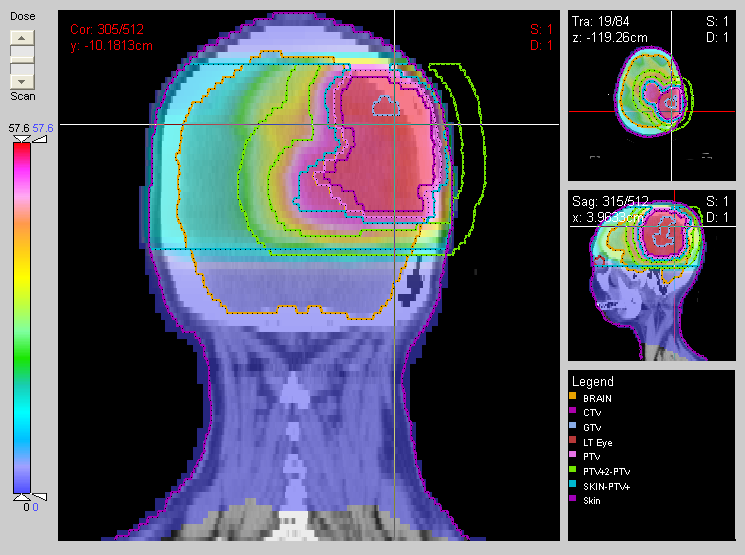 Dose
Scan
57.6 57.6
0 0
Cor: 305/512
y: -10.1813cm
S: 1
D: 1
Tra: 19/84
z: -119.26cm
S: 1
D: 1
Sag: 315/512
x: 3.9633cm
S: 1
D: 1
Legend
BRAIN
CTv
GTv
LT Eye
PTv
PTV+2-PTv
SKIN-PTV+
Skin